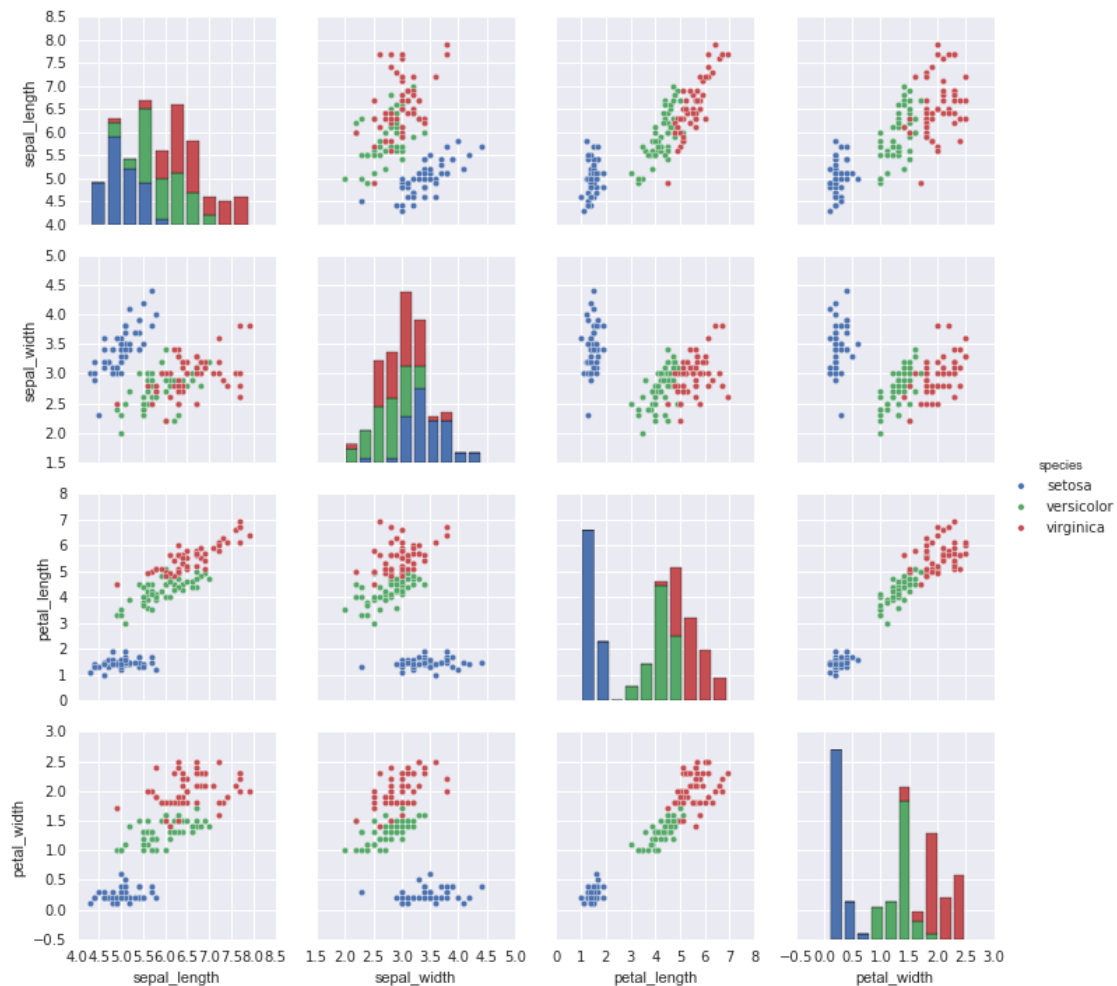 8.5
8.0
7.5
7.0
6.5
6.0
5.5
5.0
4.5
4.0
sepal_length
5.0
4.5
4.0
3.5
3.0
2.5
2.0
1.5
sepal_width
species
setosa
versicolor
virginica
8
7
6
5
4
3
2
1
0
petal_length
3.0
2.5
2.0
1.5
1.0
0.5
0.0
−0.5
petal_width
4.0 4.5 5.0 5.5 6.0 6.5 7.0 7.5 8.0 8.5
sepal_length
1.5 2.0 2.5 3.0 3.5 4.0 4.5 5.0
sepal_width
0 1 2 3 4 5 6 7 8
petal_length
−0.5 0.0 0.5 1.0 1.5 2.0 2.5 3.0
petal_width